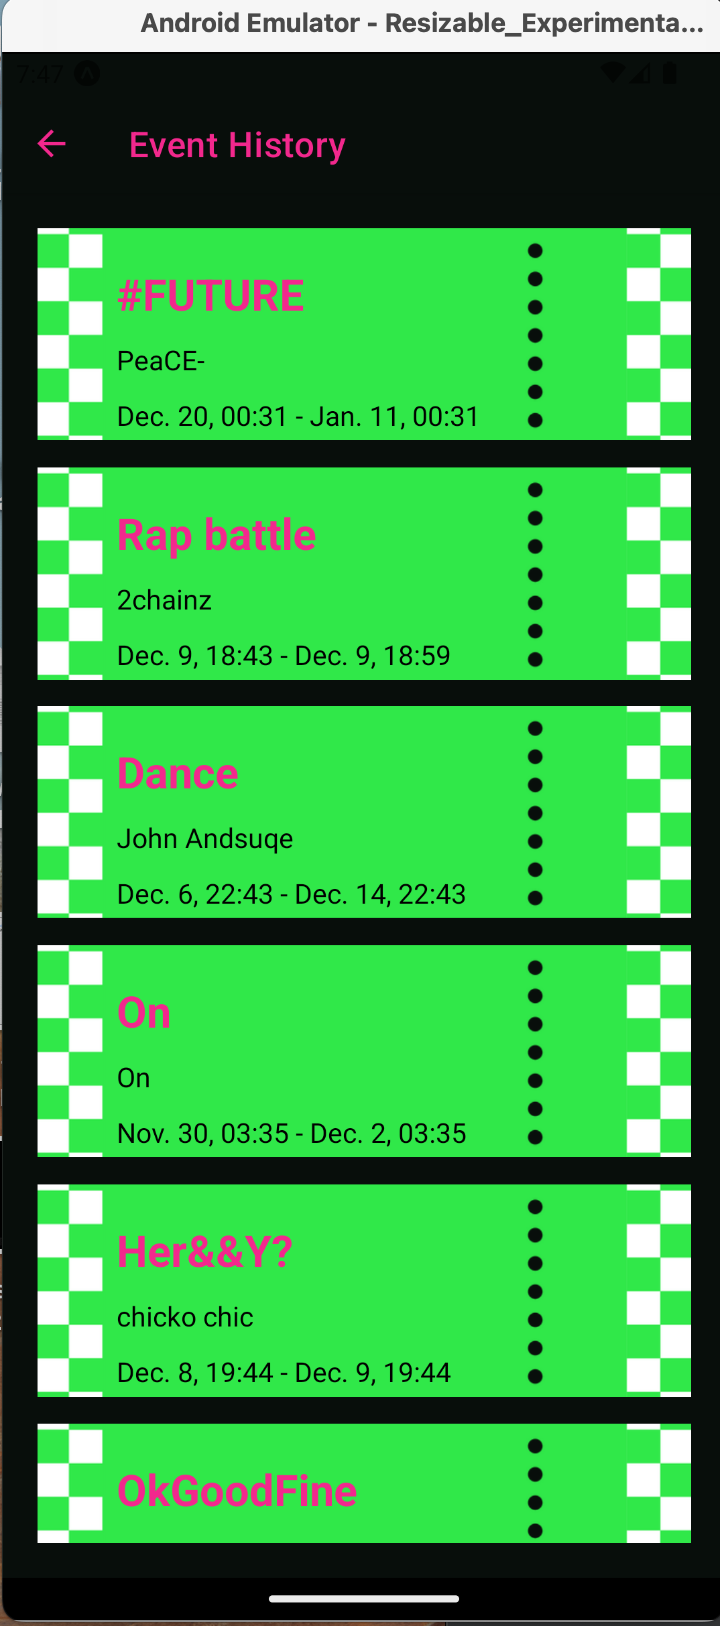 Android Emulator - Resizable_Experimenta...
7:47
Event History
#FUTURE
PeaCE-
Dec. 20, 00:31 - Jan. 11, 00:31
Rap battle
2chainz
Dec. 9, 18:43 - Dec. 9, 18:59
Dance
John Andsuqe
Dec. 6, 22:43 - Dec. 14, 22:43
On
On
Nov. 30, 03:35 - Dec. 2, 03:35
Her&&Y?
chicko chic
Dec. 8, 19:44 - Dec. 9, 19:44
OkGoodFine